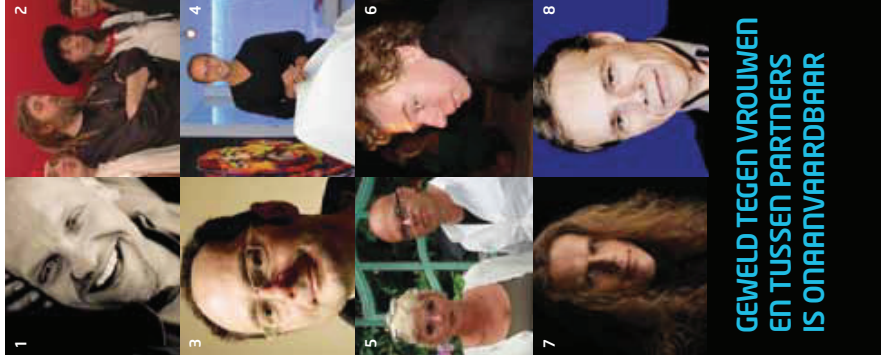 1
2
3
4
5
6
7
8
GEWELD TEGEN VROUWEN
EN TUSSEN PARTNERS
IS ONAANVAARDBAAR